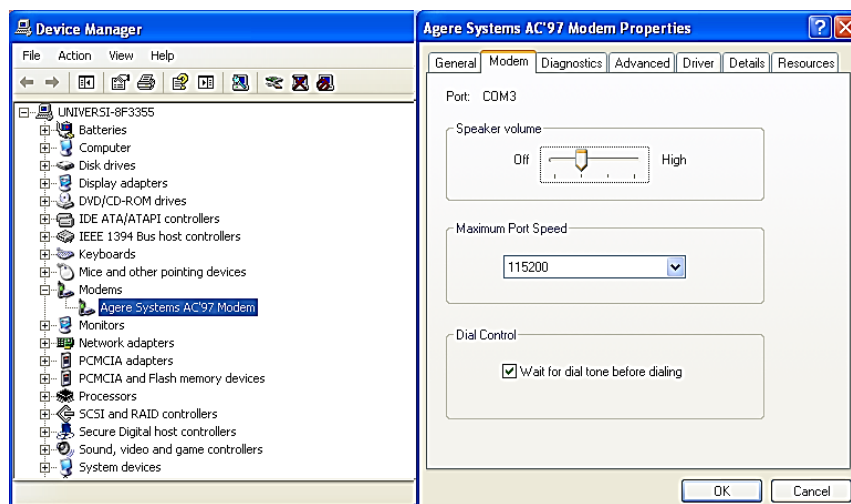 Device Manager
File Action View Help
UNIVERSI-8F3355
Batteries
Computer
Disk drives
Display adapters
DVD/CD-ROM drives
IDE ATA/ATAPI controllers
IEEE 1394 Bus host controllers
Keyboards
Mice and other pointing devices
Modems
Agere Systems AC'97 Modem
Monitors
Network adapters
PCMCIA adapters
PCMCIA and Flash memory devices
Processors
SCSI and RAID controllers
Secure Digital host controllers
Sound, video and game controllers
System devices
Agere Systems AC'97 Modem Properties
General Modem Diagnostics Advanced Driver Details Resources
Port: COM3
Speaker volume
Off High
Maximum Port Speed
115200
Dial Control
Wait for dial tone before dialing
OK Cancel